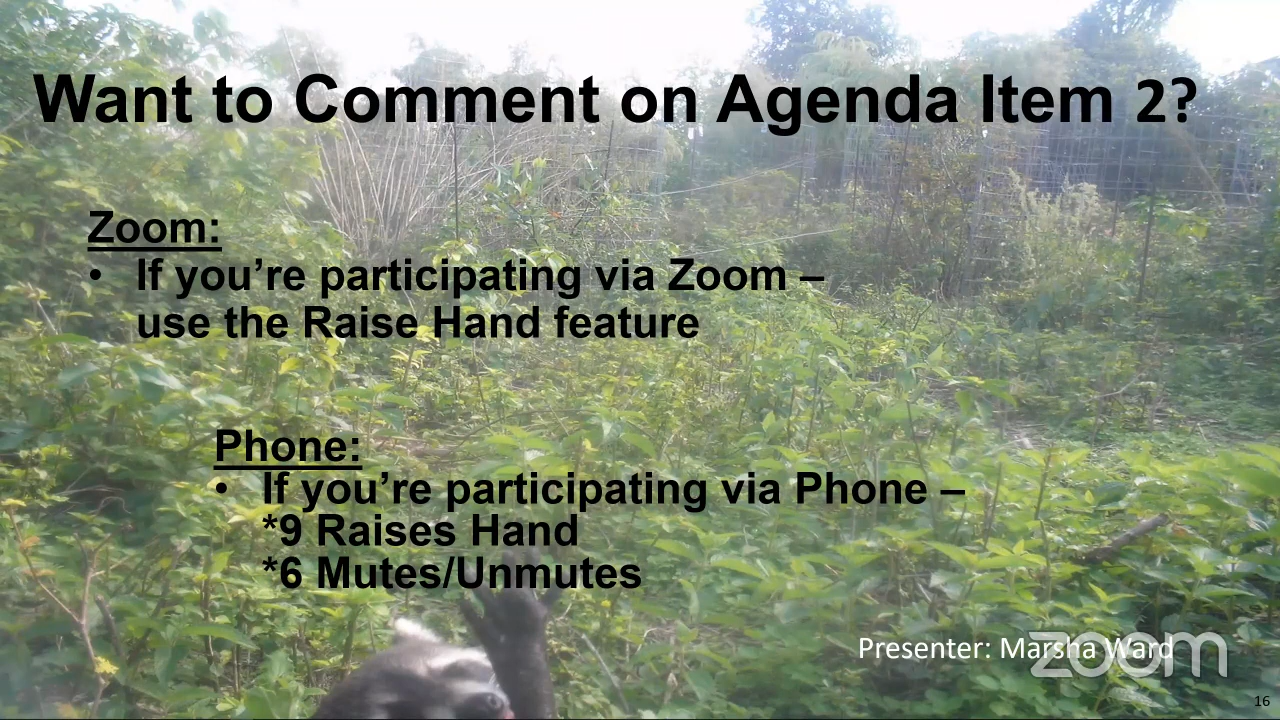 Want to Comment on Agenda Item 2?
Zoom:
• If you’re participating via Zoom –
use the Raise Hand feature
Phone:
• If you’re participating via Phone –
*9 Raises Hand
*6 Mutes/Unmutes
Presenter: Marsha Ward
zoom
16